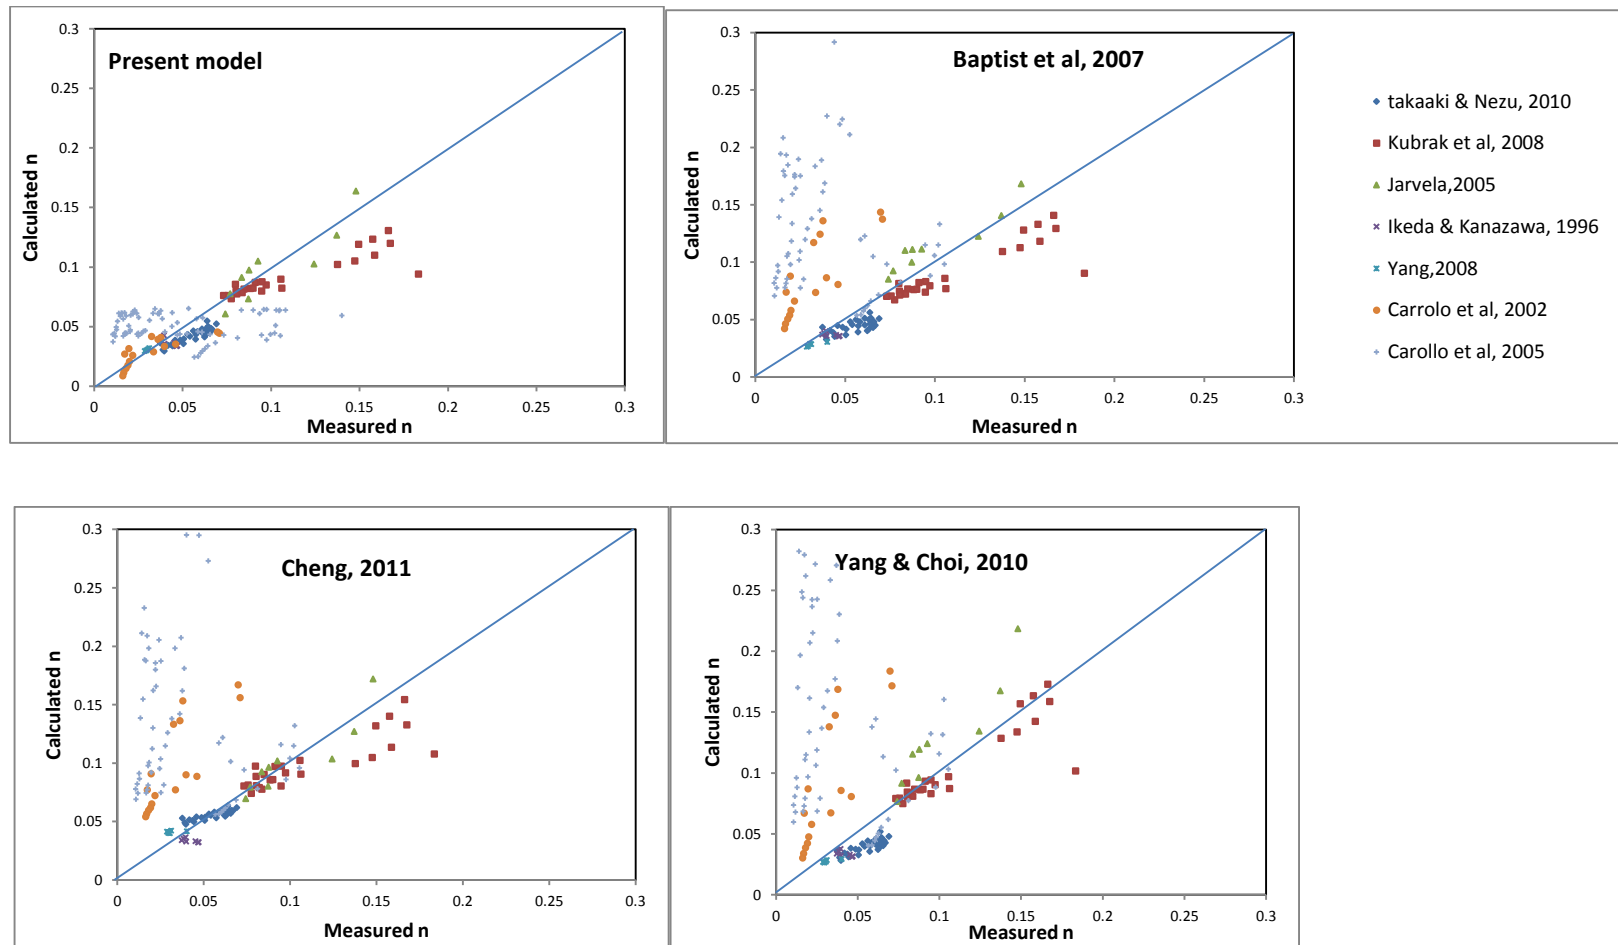 Present model
0.3
0.25
0.2
0.15
0.1
0.05
0
Calculated n
0 0.05 0.1 0.15 0.2 0.25 0.3
Measured n
Baptist et al, 2007
0.3
0.25
0.2
0.15
0.1
0.05
0
Calculated n
0 0.05 0.1 0.15 0.2 0.25 0.3
Measured n
takaaki & Nezu, 2010
Kubrak et al, 2008
Jarvela,2005
Ikeda & Kanazawa, 1996
Yang,2008
Carrolo et al, 2002
Carollo et al, 2005
Cheng, 2011
0.3
0.25
0.2
0.15
0.1
0.05
0
Calculated n
0 0.05 0.1 0.15 0.2 0.25 0.3
Measured n
Yang & Choi, 2010
0.3
0.25
0.2
0.15
0.1
0.05
0
Calculated n
0 0.05 0.1 0.15 0.2 0.25 0.3
Measured n